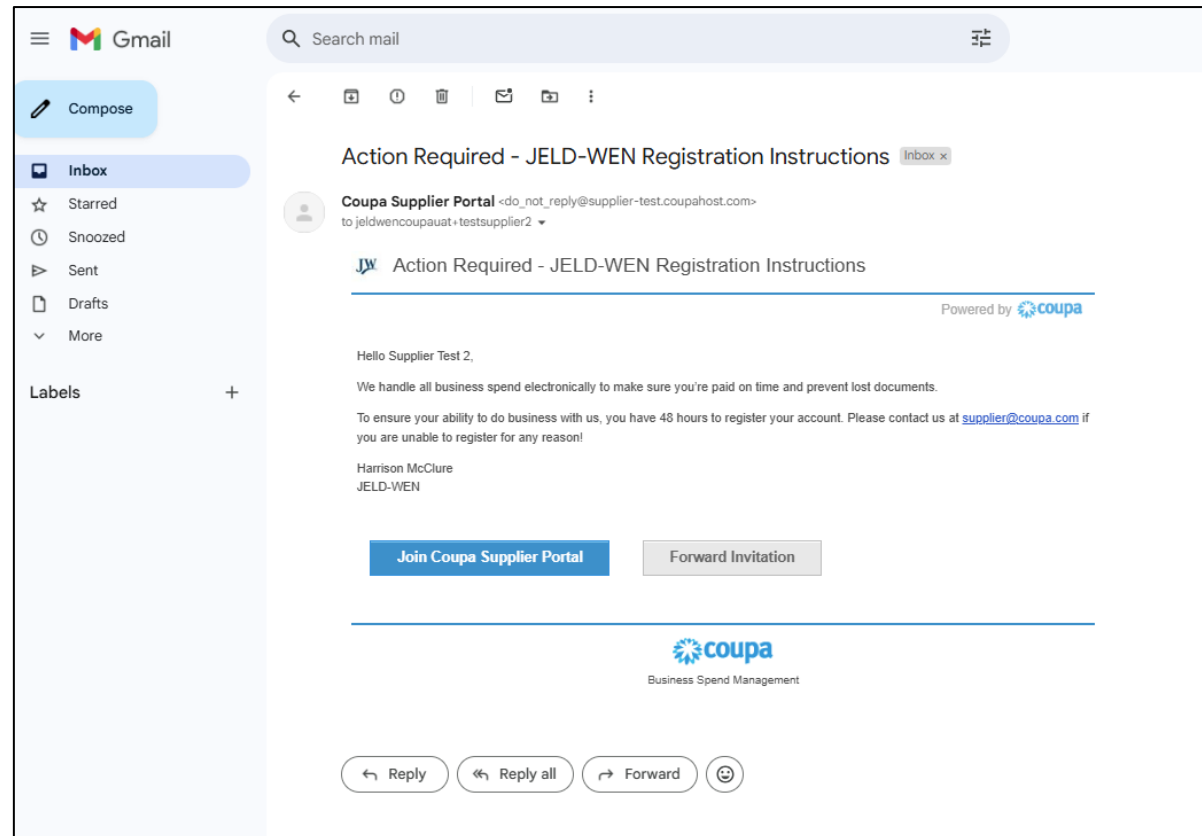 Gmail
Search mail
Compose
Inbox
Starred
Snoozed
Sent
Drafts
More
Labels
Action Required - JELD-WEN Registration Instructions Inbox x
Coupa Supplier Portal <do_not_reply@supplier-test.coupahost.com>
to jeldwencoupauat+testsupplier2
JW Action Required - JELD-WEN Registration Instructions
Powered by coupa
Hello Supplier Test 2,
We handle all business spend electronically to make sure you're paid on time and prevent lost documents.
To ensure your ability to do business with us, you have 48 hours to register your account. Please contact us at supplier@coupa.com if
you are unable to register for any reason!
Harrison McClure
JELD-WEN
Join Coupa Supplier Portal Forward Invitation
coupa
Business Spend Management
Reply Reply all Forward